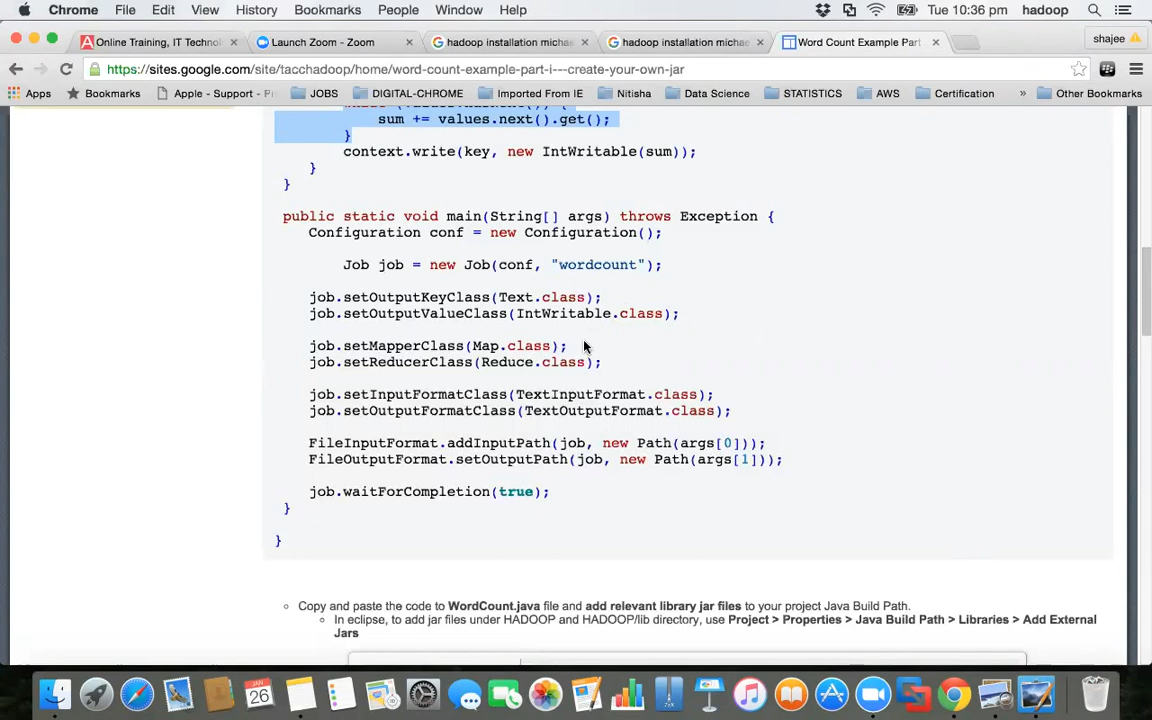 Chrome File Edit View History Bookmarks People Window Help Tue 10:36 pm hadoop
Online Training, IT Technol Launch Zoom - Zoom hadoop installation michae hadoop installation michae Word Count Example Part shajee
https://sites.google.com/site/tacchadoop/home/word-count-example-part-i---create-your-own-jar
Apps Bookmarks Apple - Support - Pr JOBS DIGITAL-CHROME Imported From IE Nitisha Data Science STATISTICS AWS Certification » Other Bookmarks
sum += values.next().get();
}
context.write(key, new IntWritable(sum));
}
}
public static void main(String[] args) throws Exception {
Configuration conf = new Configuration();
Job job = new Job(conf, "wordcount");
job.setOutputKeyClass(Text.class);
job.setOutputValueClass(IntWritable.class);
job.setMapperClass(Map.class);
job.setReducerClass(Reduce.class);
job.setInputFormatClass(TextInputFormat.class);
job.setOutputFormatClass(TextOutputFormat.class);
FileInputFormat.addInputPath(job, new Path(args[0]));
FileOutputFormat.setOutputPath(job, new Path(args[1]));
job.waitForCompletion(true);
}
}
Copy and paste the code to WordCount.java file and add relevant library jar files to your project Java Build Path.
In eclipse, to add jar files under HADOOP and HADOOP/lib directory, use Project > Properties > Java Build Path > Libraries > Add External
Jars
JAN
26